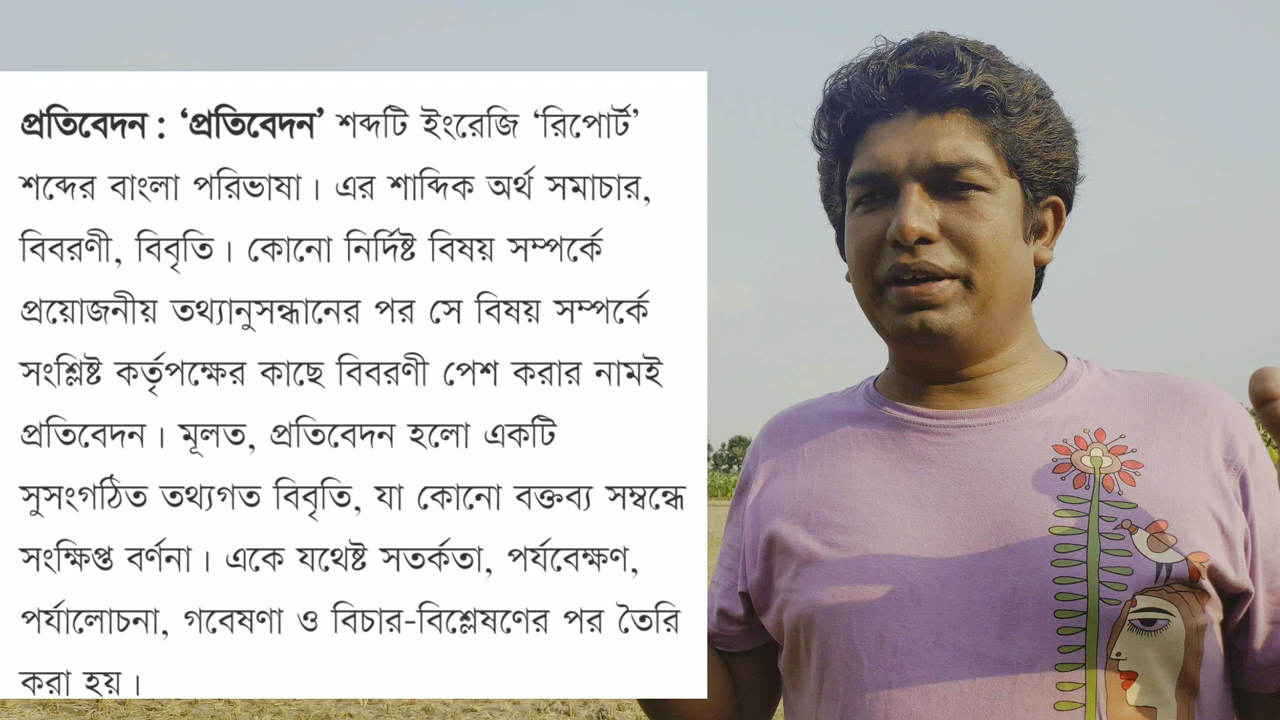 প্রতিবেদন : ‘প্রতিবেদন’ শব্দটি ইংরেজি ‘রিপোর্ট’
শব্দের বাংলা পরিভাষা। এর শাব্দিক অর্থ সমাচার,
বিবরণী, বিবৃতি। কোনো নির্দিষ্ট বিষয় সম্পর্কে
প্রয়োজনীয় তথ্যানুসন্ধানের পর সে বিষয় সম্পর্কে
সংশ্লিষ্ট কর্তৃপক্ষের কাছে বিবরণী পেশ করার নামই
প্রতিবেদন। মূলত, প্রতিবেদন হলো একটি
সুসংগঠিত তথ্যগত বিবৃতি, যা কোনো বক্তব্য সম্বন্ধে
সংক্ষিপ্ত বর্ণনা। একে যথেষ্ট সতর্কতা, পর্যবেক্ষণ,
পর্যালোচনা, গবেষণা ও বিচার-বিশ্লেষণের পর তৈরি
করা হয়।